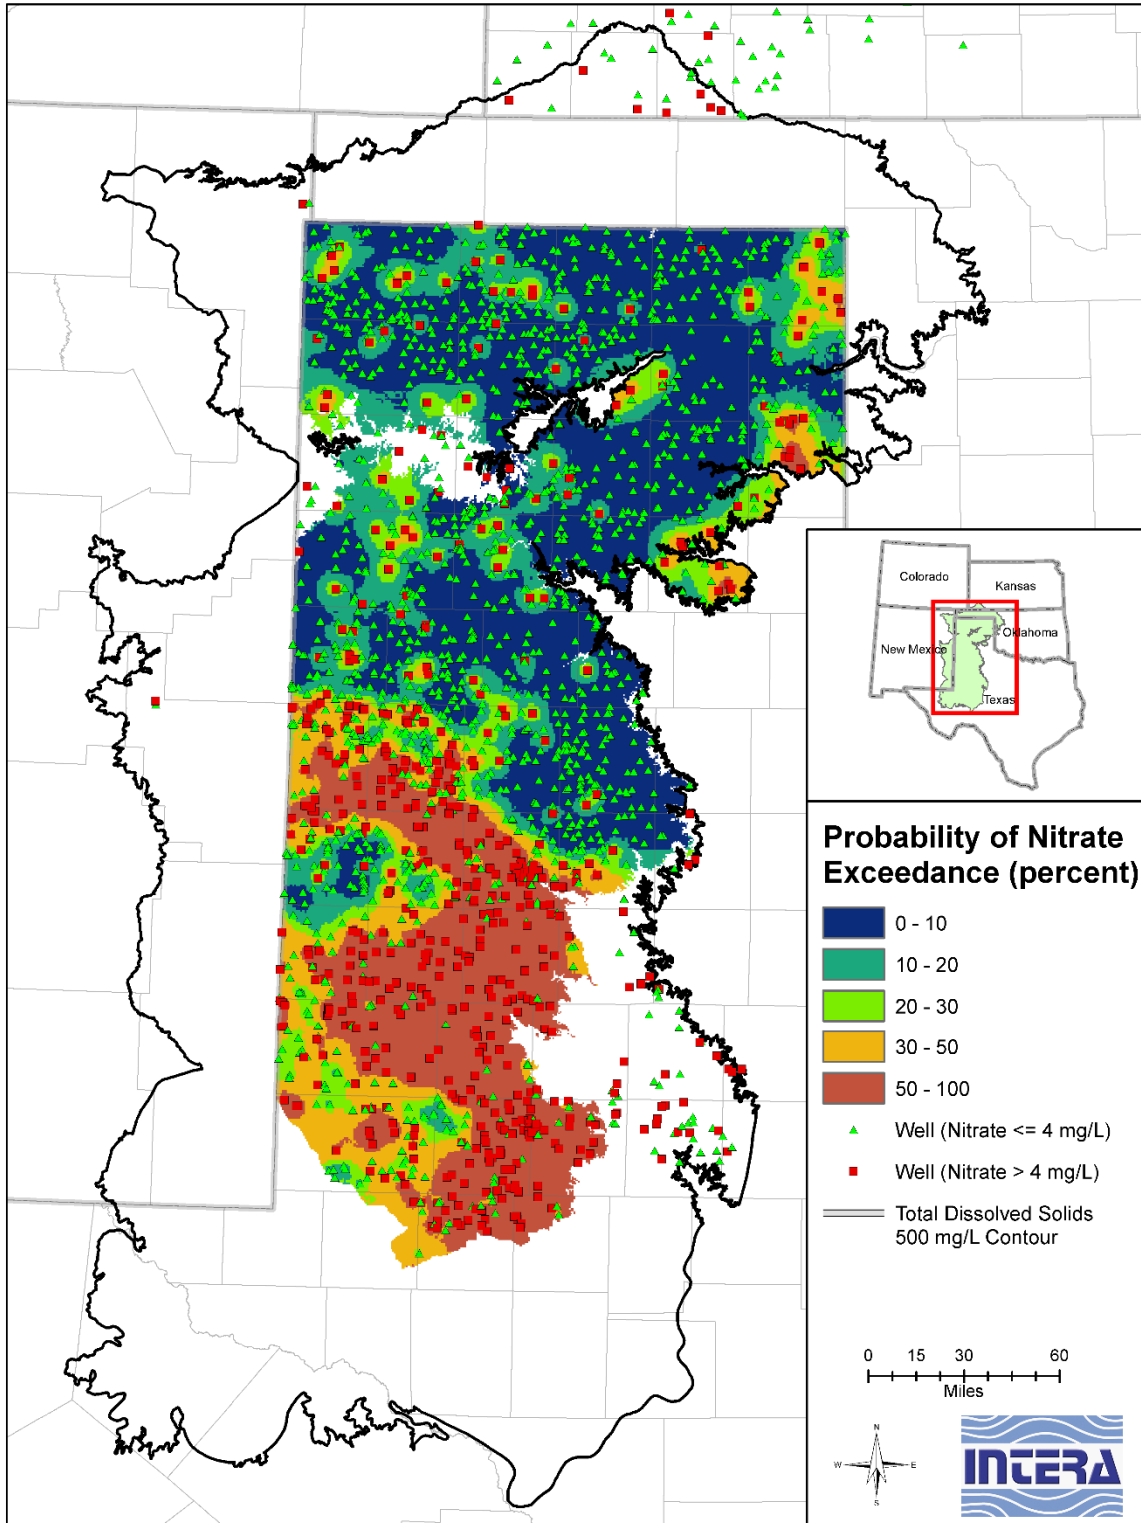 Colorado
Kansas
New Mexico
Oklahoma
Texas
Probability of Nitrate
Exceedance (percent)
0 - 10
10 - 20
20 - 30
30 - 50
50 - 100
Well (Nitrate <= 4 mg/L)
Well (Nitrate > 4 mg/L)
Total Dissolved Solids
500 mg/L Contour
0 15 30 60
Miles
N
W E
S
INTERA